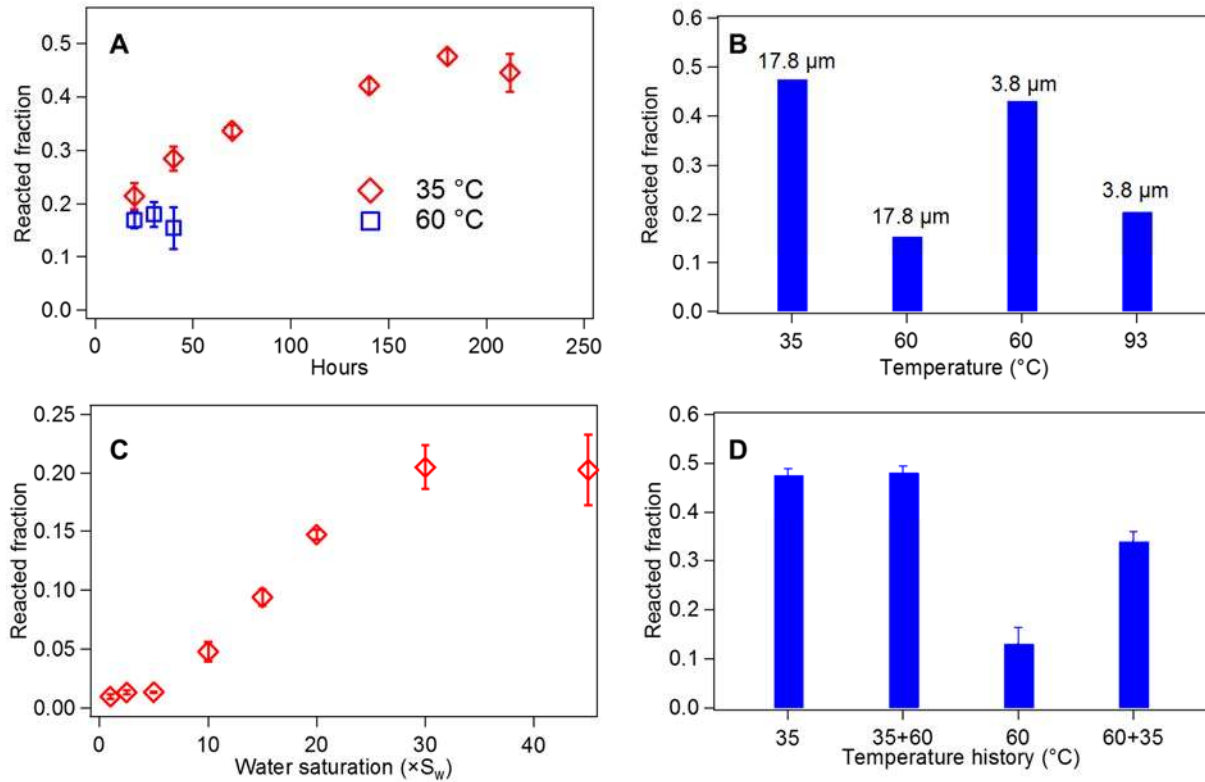 A
Reacted fraction
0.5
0.4
0.3
0.2
0.1
0.0
35 °C
60 °C
0 50 100 150 200 250
Hours
B
Reacted fraction
0.6
0.5
0.4
0.3
0.2
0.1
0.0
17.8 µm
17.8 µm
3.8 µm
3.8 µm
35 60 60 93
Temperature (°C)
C
Reacted fraction
0.25
0.20
0.15
0.10
0.05
0.00
0 10 20 30 40
Water saturation (×Sw)
D
Reacted fraction
0.6
0.5
0.4
0.3
0.2
0.1
0.0
35 35+60 60 60+35
Temperature history (°C)